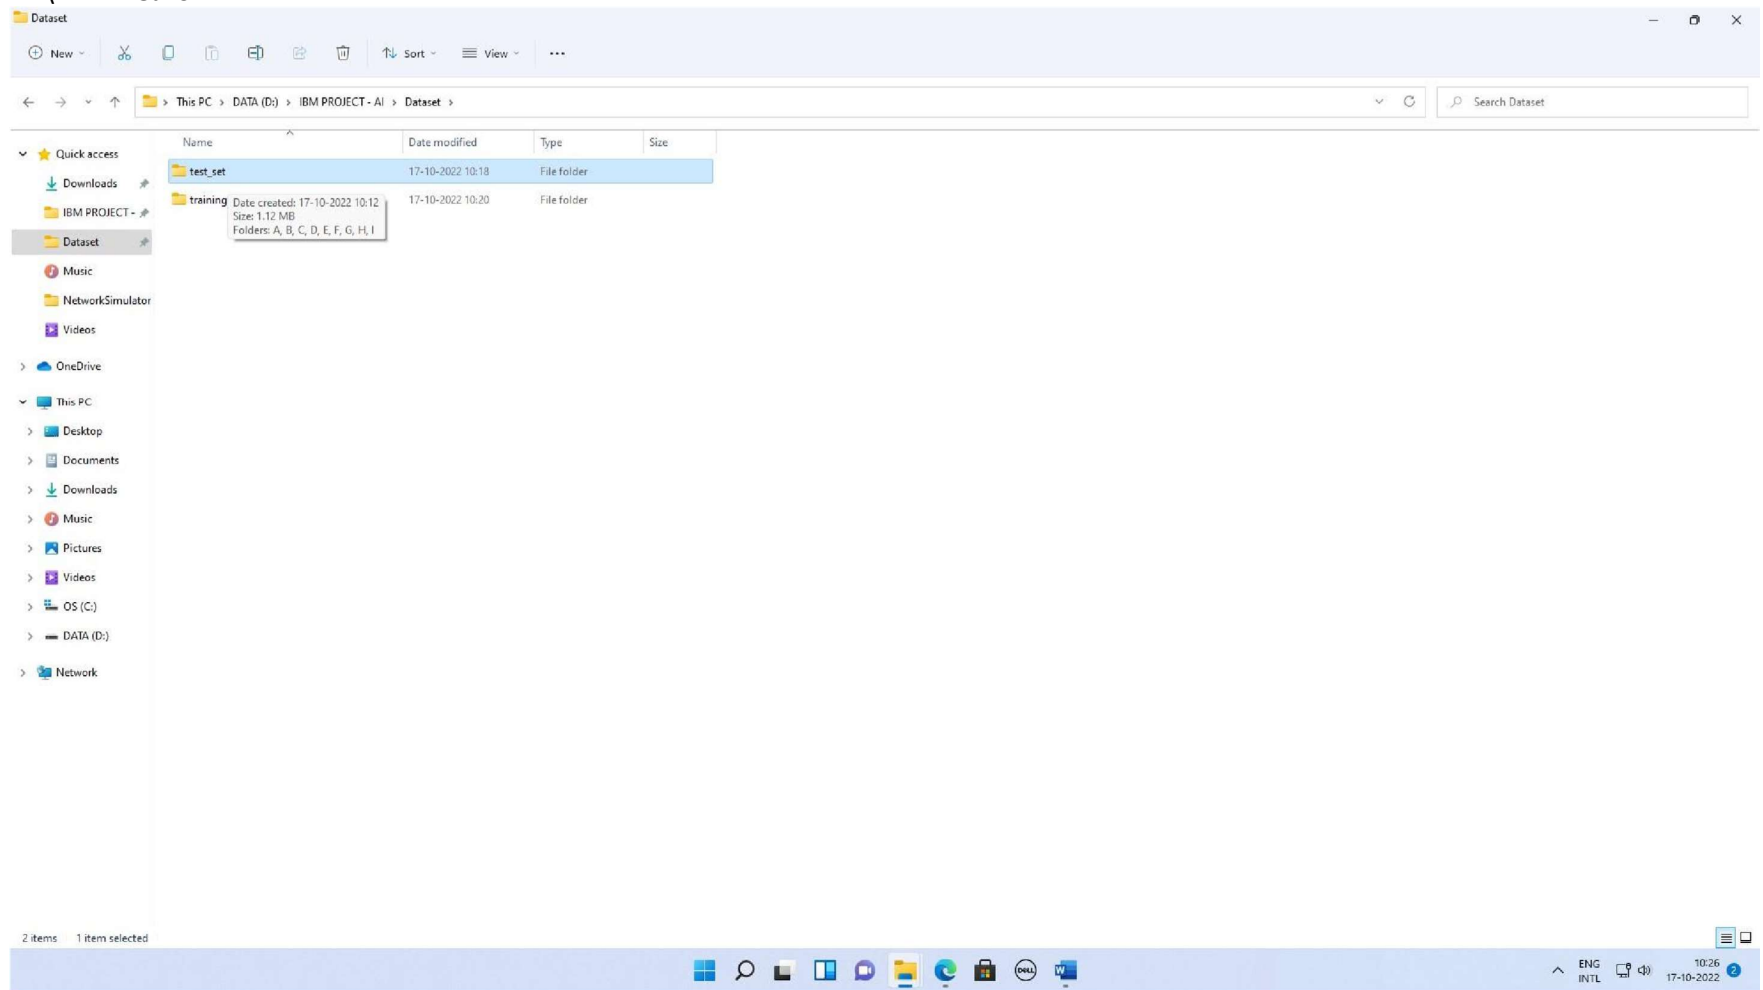 Dataset
New Sort View ...
This PC > DATA (D:) > IBM PROJECT - AI > Dataset > Search Dataset
Name Date modified Type Size
test_set 17-10-2022 10:18 File folder
training 17-10-2022 10:20 File folder
Date created: 17-10-2022 10:12
Size: 1.12 MB
Folders: A, B, C, D, E, F, G, H, I
Quick access
Downloads
IBM PROJECT -
Dataset
Music
NetworkSimulator
Videos
OneDrive
This PC
Desktop
Documents
Downloads
Music
Pictures
Videos
OS (C:)
DATA (D:)
Network
2 items 1 item selected
DELL
W
ENG
INTL
10:26
17-10-2022
2